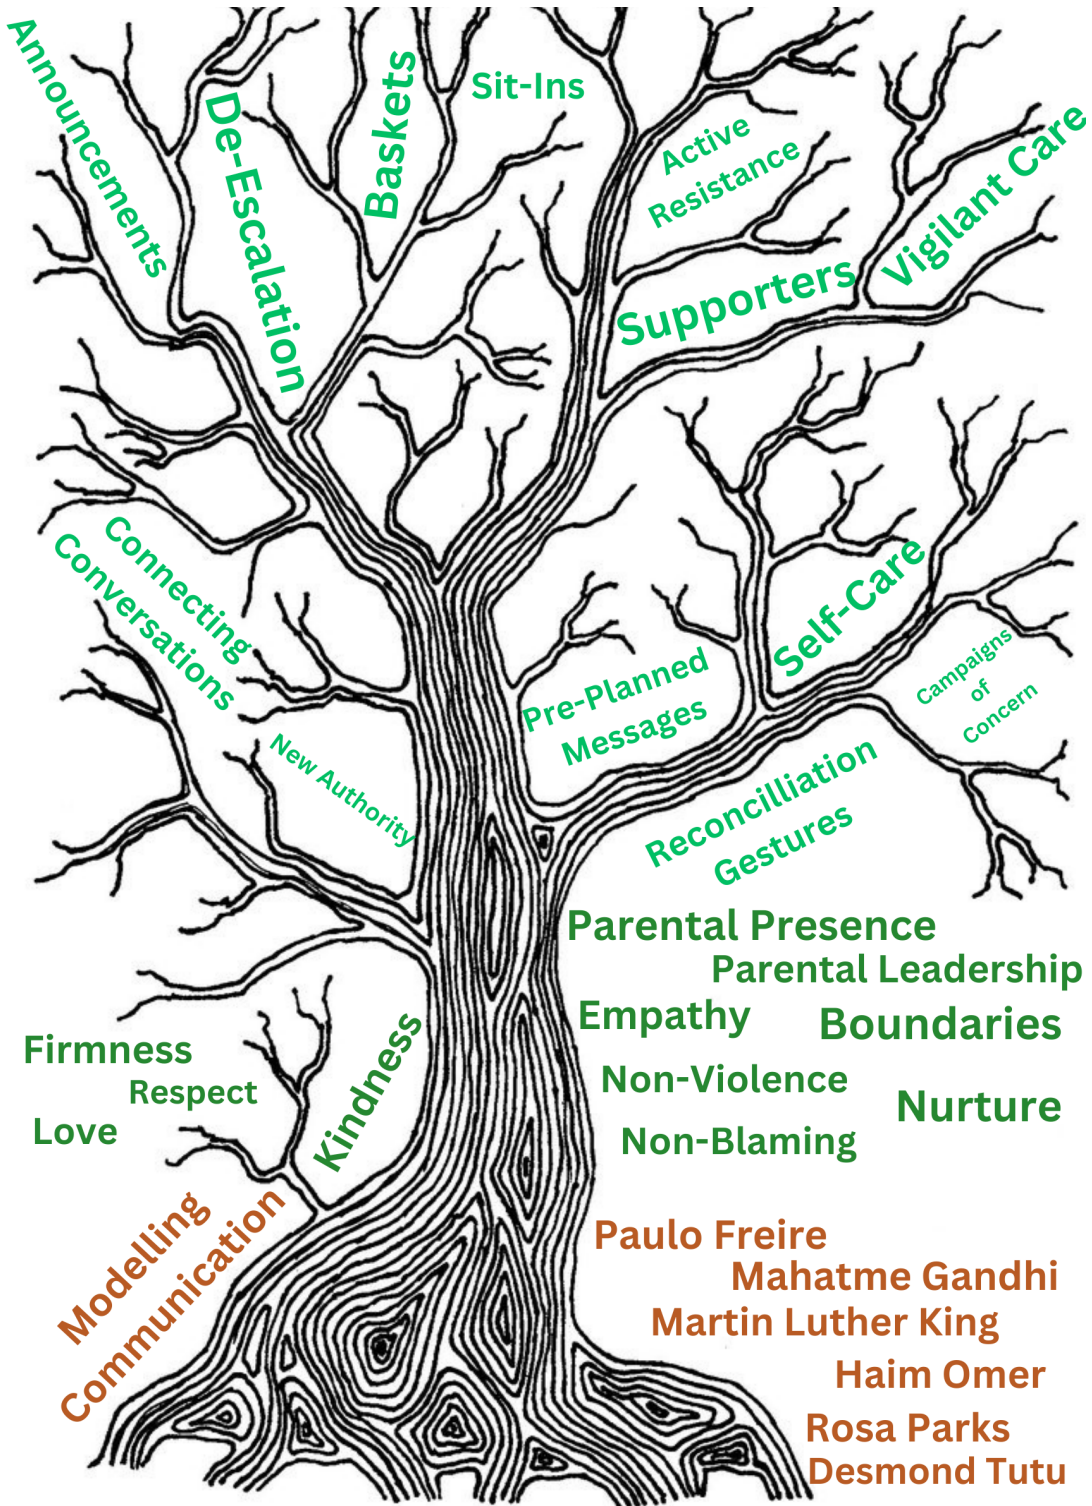 Announcements
De-Escalation
Baskets
Sit-Ins
Active
Resistance
Vigilant Care
Supporters
Connecting
Conversations
New Authority
Pre-Planned
Messages
Self-Care
Campaigns
of
Concern
Reconcilliation
Gestures
Parental Presence
Parental Leadership
Empathy
Boundaries
Non-Violence
Nurture
Non-Blaming
Firmness
Respect
Love
Kindness
Modelling
Communication
Paulo Freire
Mahatme Gandhi
Martin Luther King
Haim Omer
Rosa Parks
Desmond Tutu